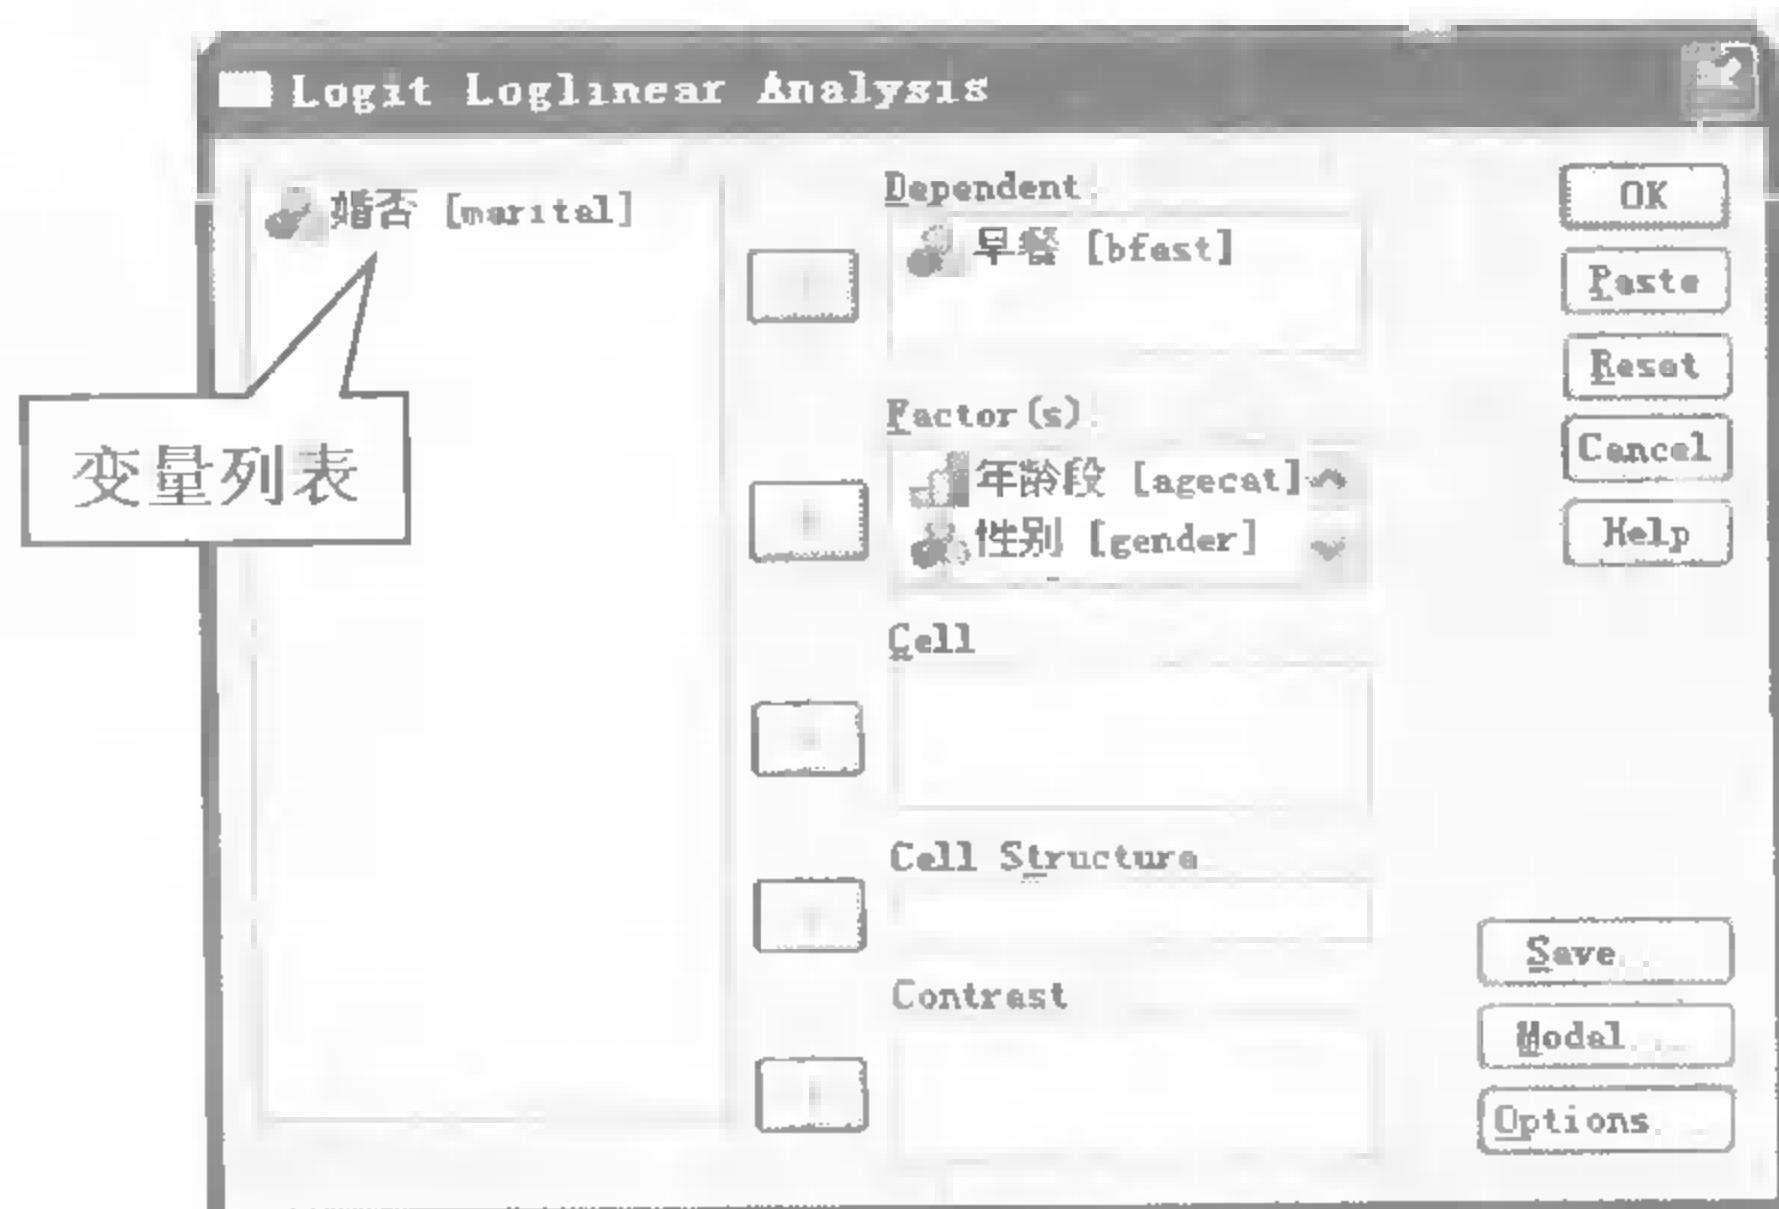 Logit Loglinear Analysis
婚否 [marital]
变量列表
Dependent:
早餐 [bfast]
Factor(s):
年龄段 [agecat]
性别 [gender]
Cell
Cell Structure
Contrast
OK
Paste
Reset
Cancel
Help
Save...
Model...
Options...